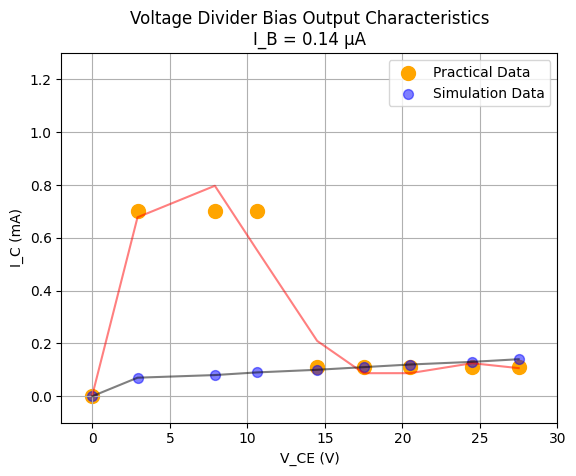 Voltage Divider Bias Output Characteristics
I_B = 0.14 μA
Practical Data
Simulation Data
I_C (mA)
1.2
1.0
0.8
0.6
0.4
0.2
0.0
0 5 10 15 20 25 30
V_CE (V)